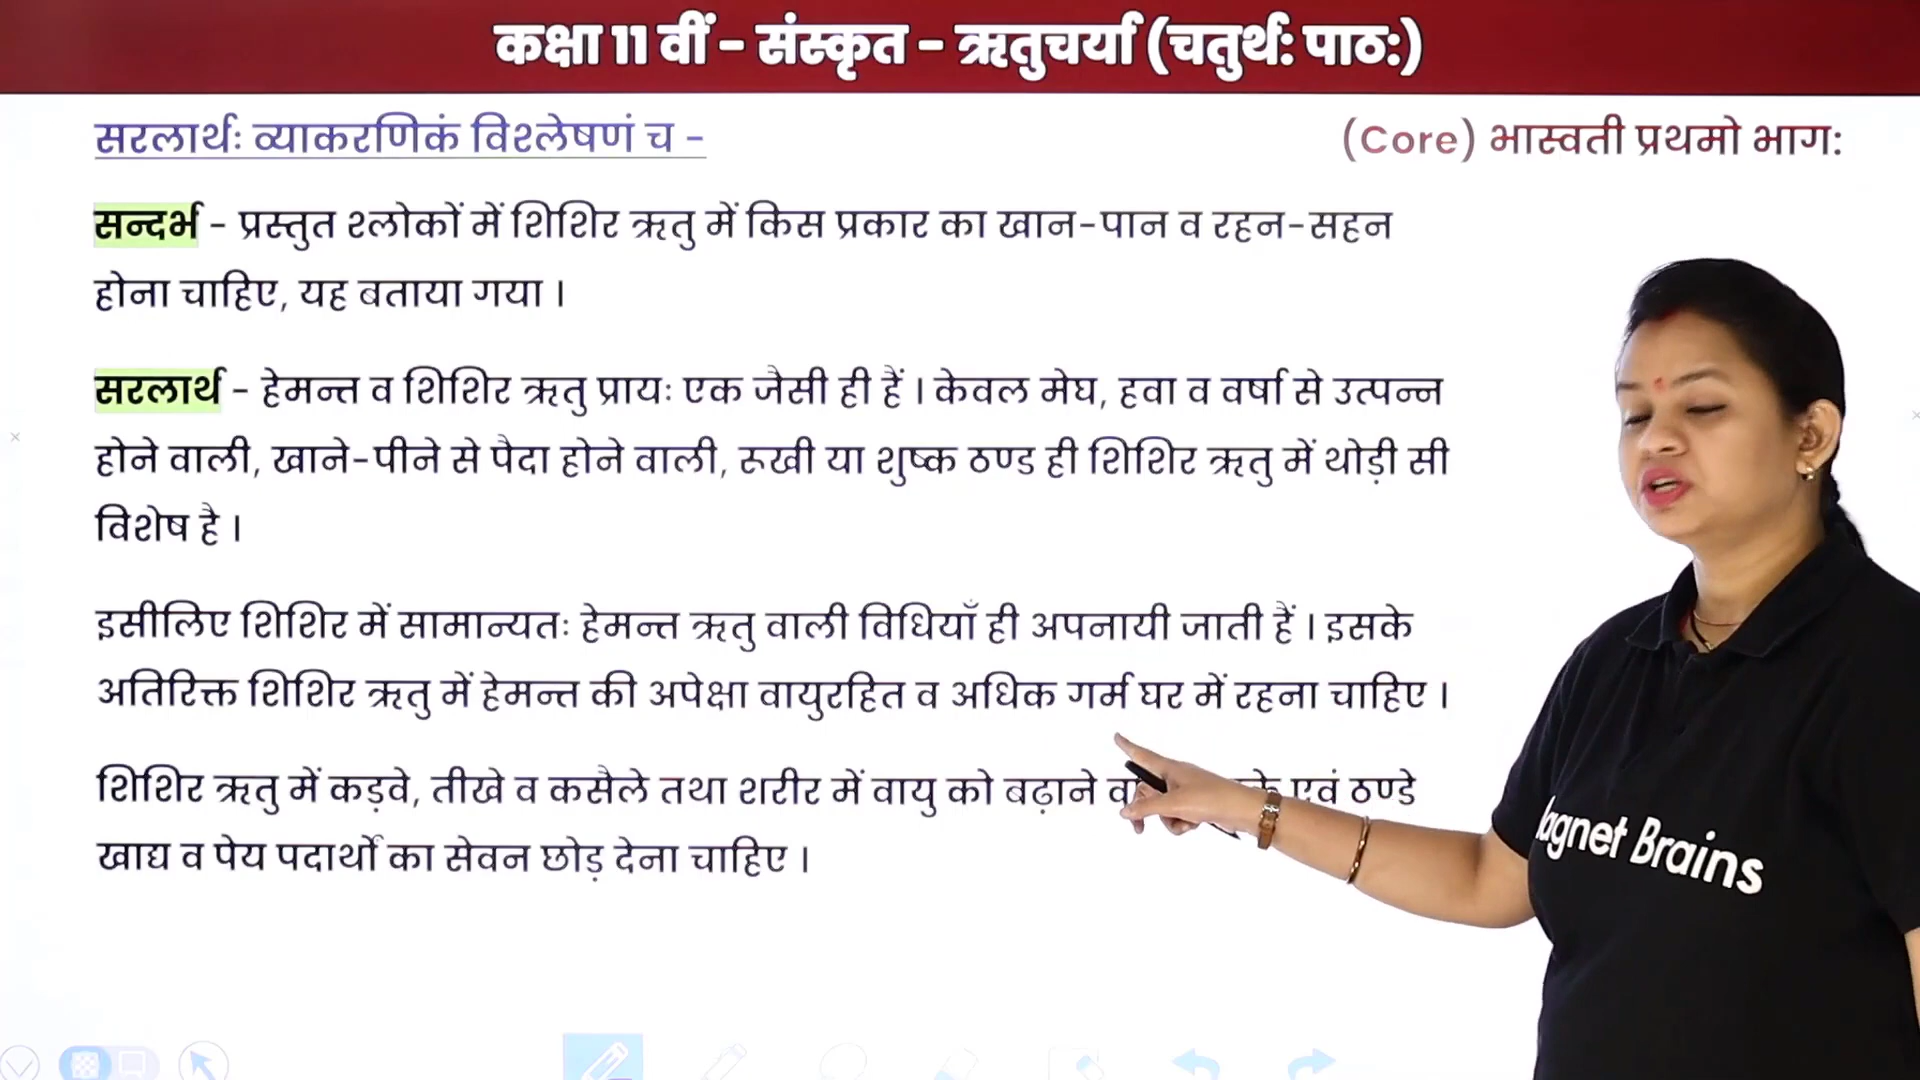 कक्षा 11 वीं - संस्कृत - ऋतुचर्या (चतुर्थ: पाठ:)
सरलार्थः व्याकरणिकं विश्लेषणं च -
(Core) भास्वती प्रथमो भाग:
सन्दर्भ - प्रस्तुत श्लोकों में शिशिर ऋतु में किस प्रकार का खान-पान व रहन-सहन
होना चाहिए, यह बताया गया ।
सरलार्थ - हेमन्त व शिशिर ऋतु प्रायः एक जैसी ही हैं । केवल मेघ, हवा व वर्षा से उत्पन्न
होने वाली, खाने-पीने से पैदा होने वाली, रूखी या शुष्क ठण्ड ही शिशिर ऋतु में थोड़ी सी
विशेष है ।
इसीलिए शिशिर में सामान्यतः हेमन्त ऋतु वाली विधियाँ ही अपनायी जाती हैं । इसके
अतिरिक्त शिशिर ऋतु में हेमन्त की अपेक्षा वायुरहित व अधिक गर्म घर में रहना चाहिए ।
शिशिर ऋतु में कड़वे, तीखे व कसैले तथा शरीर में वायु को बढ़ाने एवं ठण्डे
खाद्य व पेय पदार्थों का सेवन छोड़ देना चाहिए ।
agnet Brains